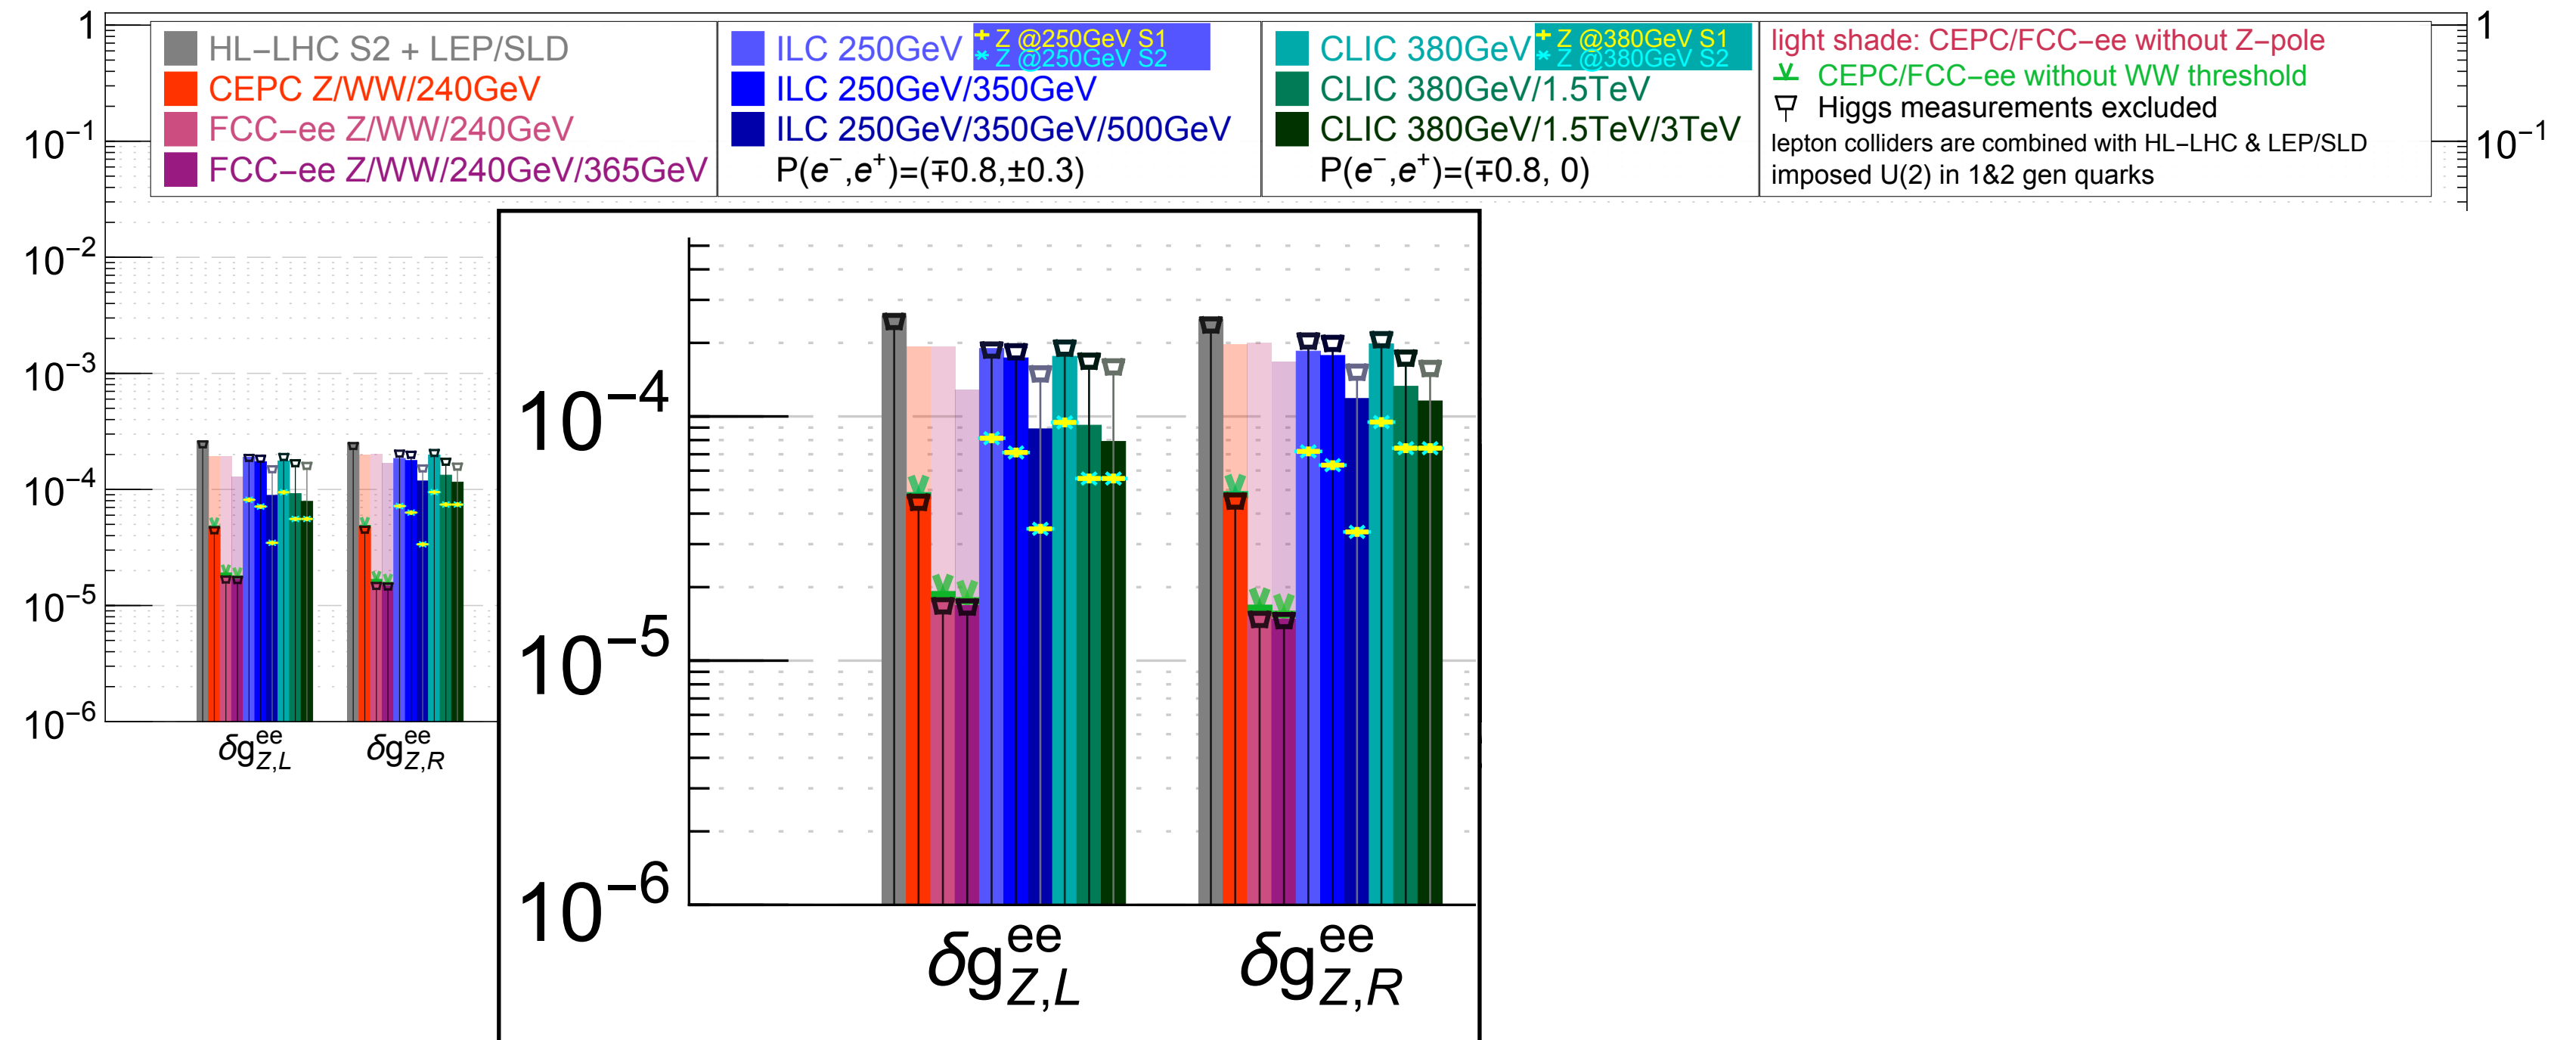 1
10⁻¹
10⁻²
10⁻³
10⁻⁴
10⁻⁵
10⁻⁶
HL−LHC S2 + LEP/SLD
CEPC Z/WW/240GeV
FCC−ee Z/WW/240GeV
FCC−ee Z/WW/240GeV/365GeV
ILC 250GeV
+ Z @250GeV S1
* Z @250GeV S2
ILC 250GeV/350GeV
ILC 250GeV/350GeV/500GeV
P(e⁻,e⁺)=(∓0.8,±0.3)
CLIC 380GeV
+ Z @380GeV S1
* Z @380GeV S2
CLIC 380GeV/1.5TeV
CLIC 380GeV/1.5TeV/3TeV
P(e⁻,e⁺)=(∓0.8, 0)
light shade: CEPC/FCC−ee without Z−pole
CEPC/FCC−ee without WW threshold
Higgs measurements excluded
lepton colliders are combined with HL−LHC & LEP/SLD
imposed U(2) in 1&2 gen quarks
1
10⁻¹
δg^ee_Z,L
δg^ee_Z,R
10⁻⁴
10⁻⁵
10⁻⁶
δg^ee_Z,L
δg^ee_Z,R